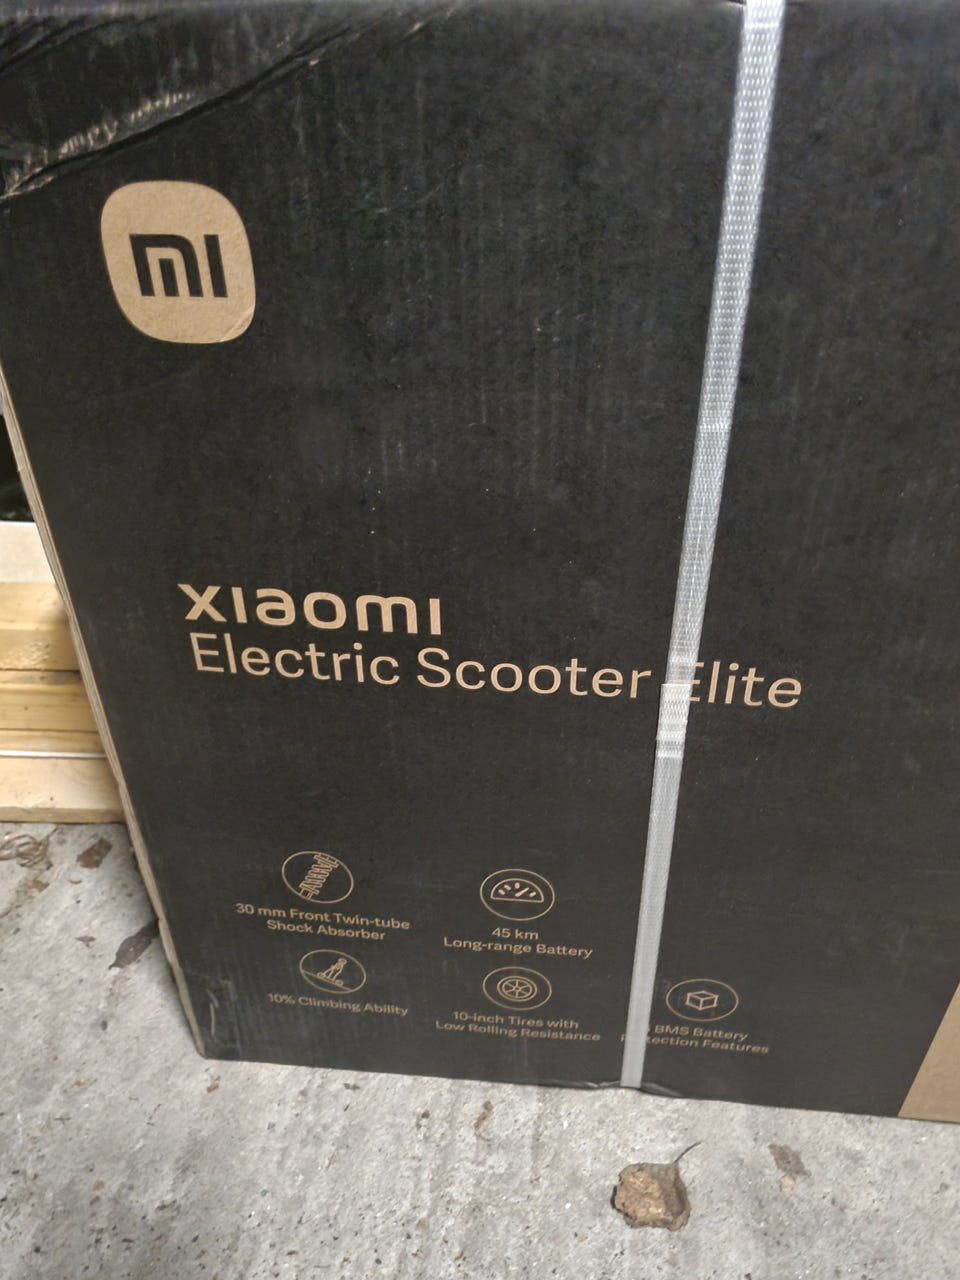 mi
xiaomi
Electric Scooter Elite
30 mm Front Twin-tube
Shock Absorber
45 km
Long-range Battery
10% Climbing Ability
10-inch Tires with
Low Rolling Resistance
BMS Battery
Features